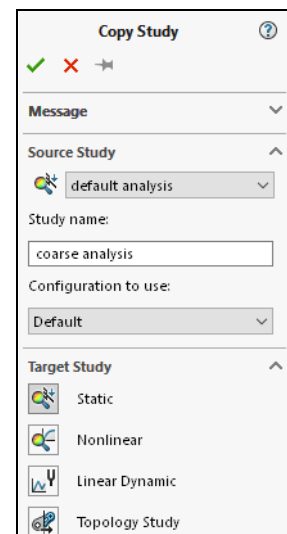 Copy Study
?
Message
Source Study
default analysis
Study name:
coarse analysis
Configuration to use:
Default
Target Study
Static
Nonlinear
Linear Dynamic
Topology Study